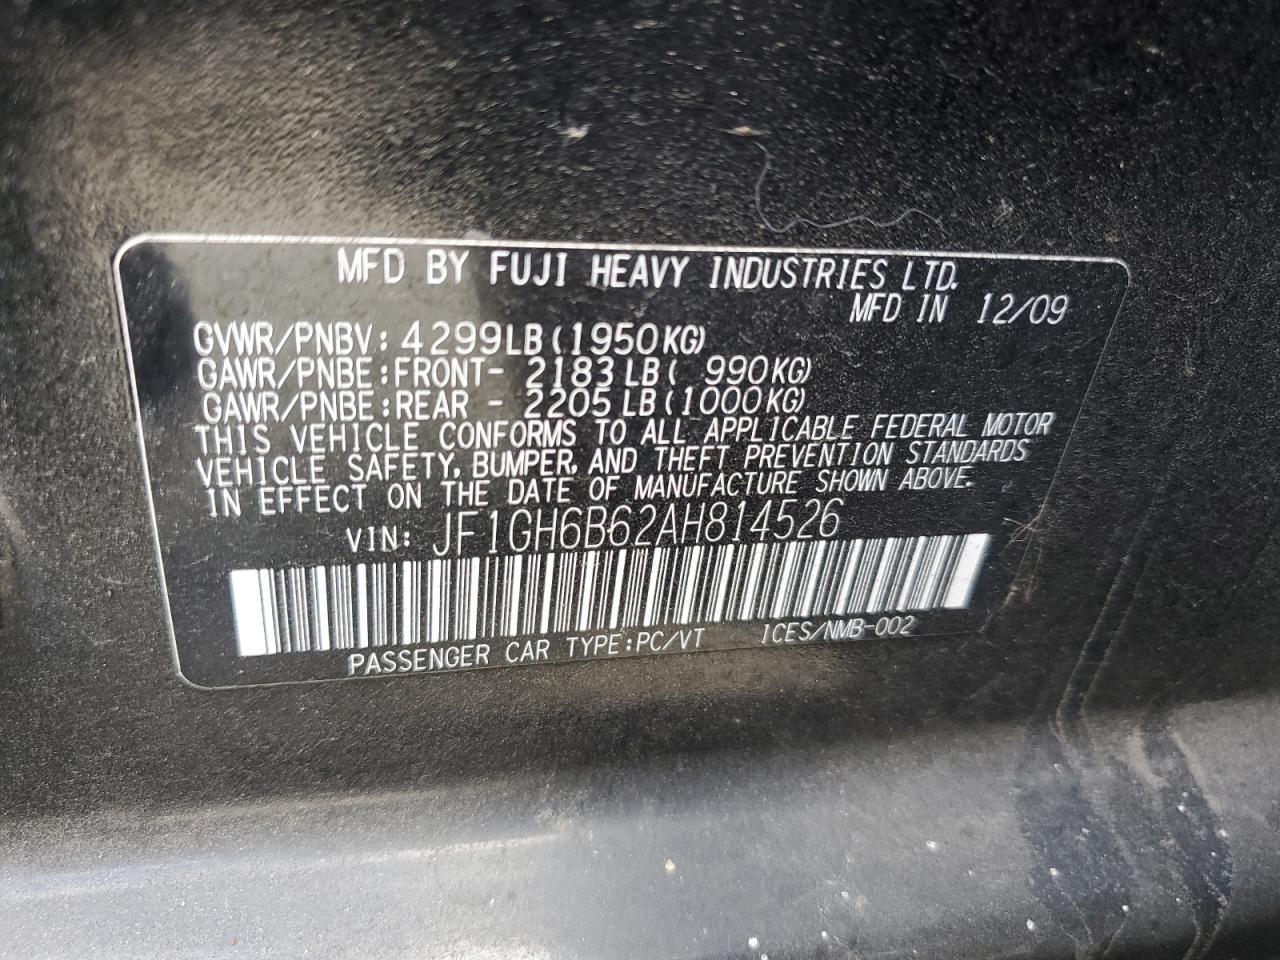 MFD BY FUJI HEAVY INDUSTRIES LTD.
MFD IN 12/09
GVWR/PNBV: 4299LB(1950KG)
GAWR/PNBE:FRONT- 2183LB( 990KG)
GAWR/PNBE:REAR - 2205LB(1000KG)
THIS VEHICLE CONFORMS TO ALL APPLICABLE FEDERAL MOTOR
VEHICLE SAFETY, BUMPER, AND THEFT PREVENTION STANDARDS
IN EFFECT ON THE DATE OF MANUFACTURE SHOWN ABOVE.
VIN: JF1GH6B62AH814526
PASSENGER CAR TYPE:PC/VT ICES/NMB-002